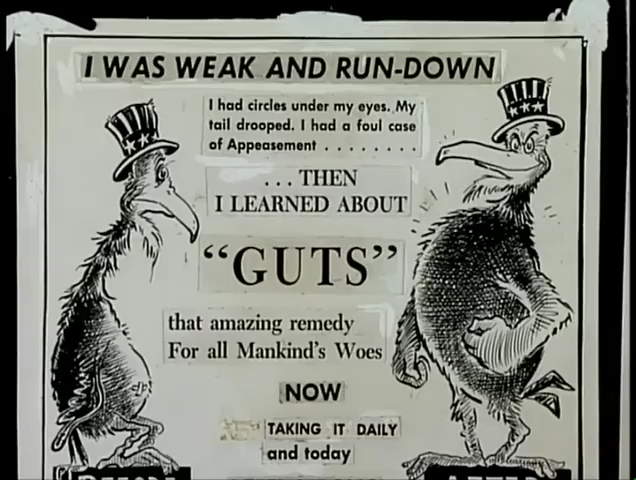 I WAS WEAK AND RUN-DOWN
I had circles under my eyes. My
tail drooped. I had a foul case
of Appeasement . . . . . . . .
. . . THEN
I LEARNED ABOUT
"GUTS"
that amazing remedy
For all Mankind's Woes
NOW
TAKING IT DAILY
and today